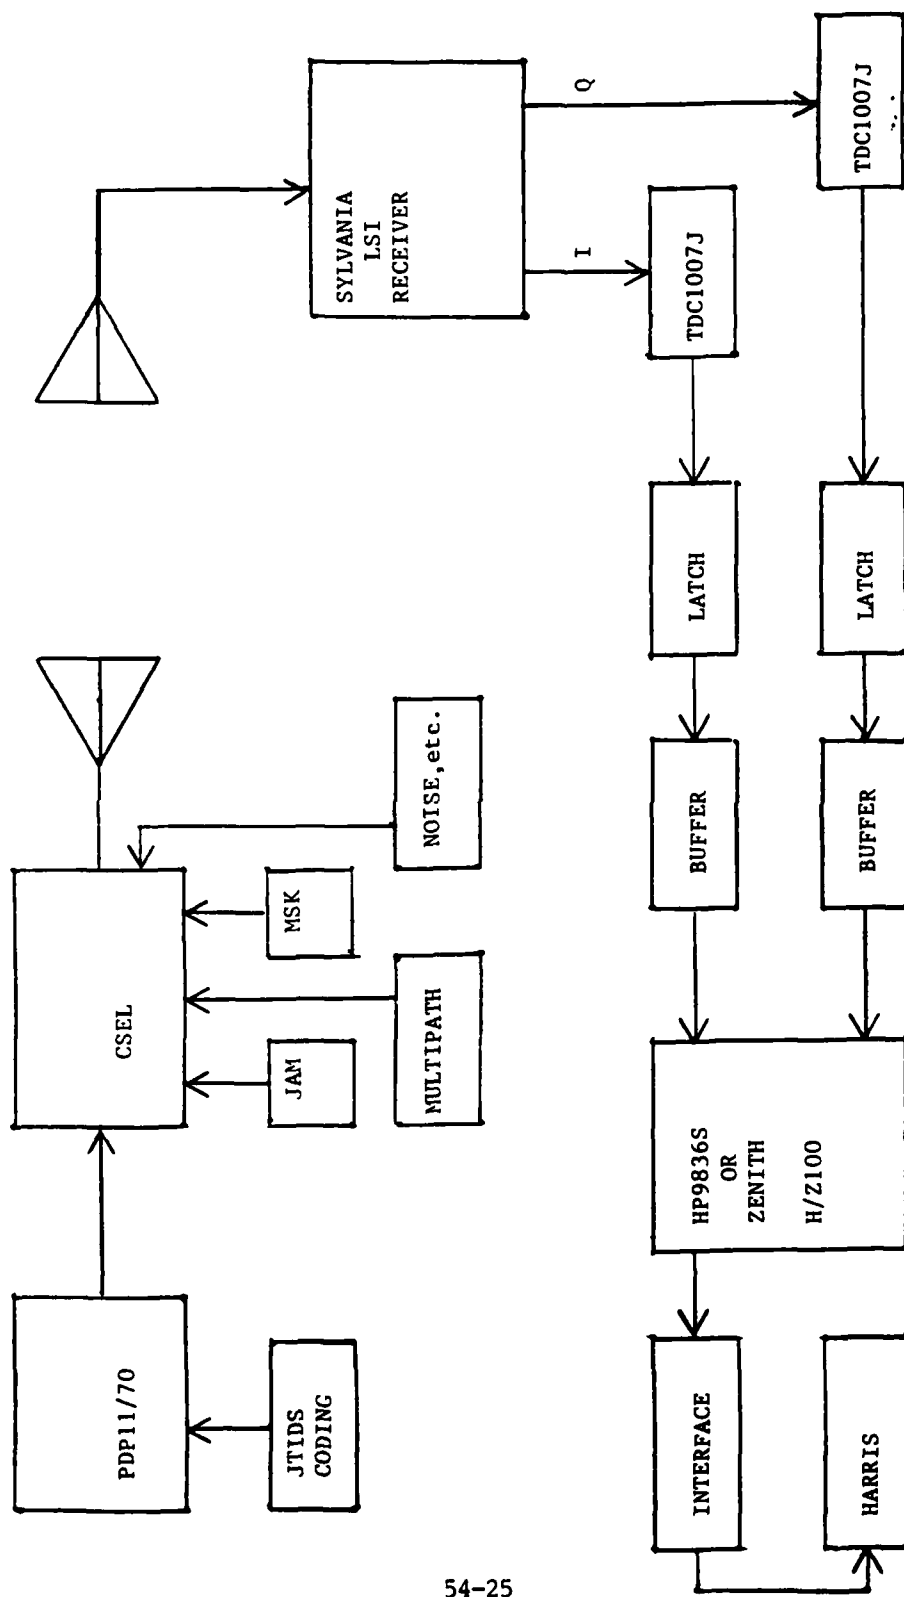 PDP11/70
JTIDS
CODING
CSEL
JAM
MULTIPATH
MSK
NOISE,etc.
SYLVANIA
LSI
RECEIVER
I
Q
TDC1007J
TDC1007J
LATCH
LATCH
BUFFER
BUFFER
HP9836S
OR
ZENITH
H/Z100
INTERFACE
HARRIS
54-25